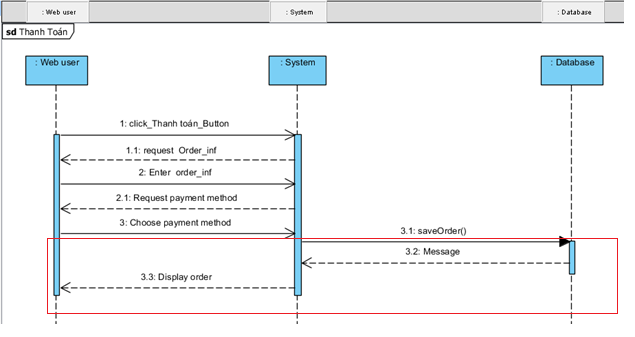 : Web user
: System
: Database
sd Thanh Toán
: Web user
: System
: Database
1: click_Thanh toán_Button
1.1: request Order_inf
2: Enter order_inf
2.1: Request payment method
3: Choose payment method
3.1: saveOrder()
3.2: Message
3.3: Display order